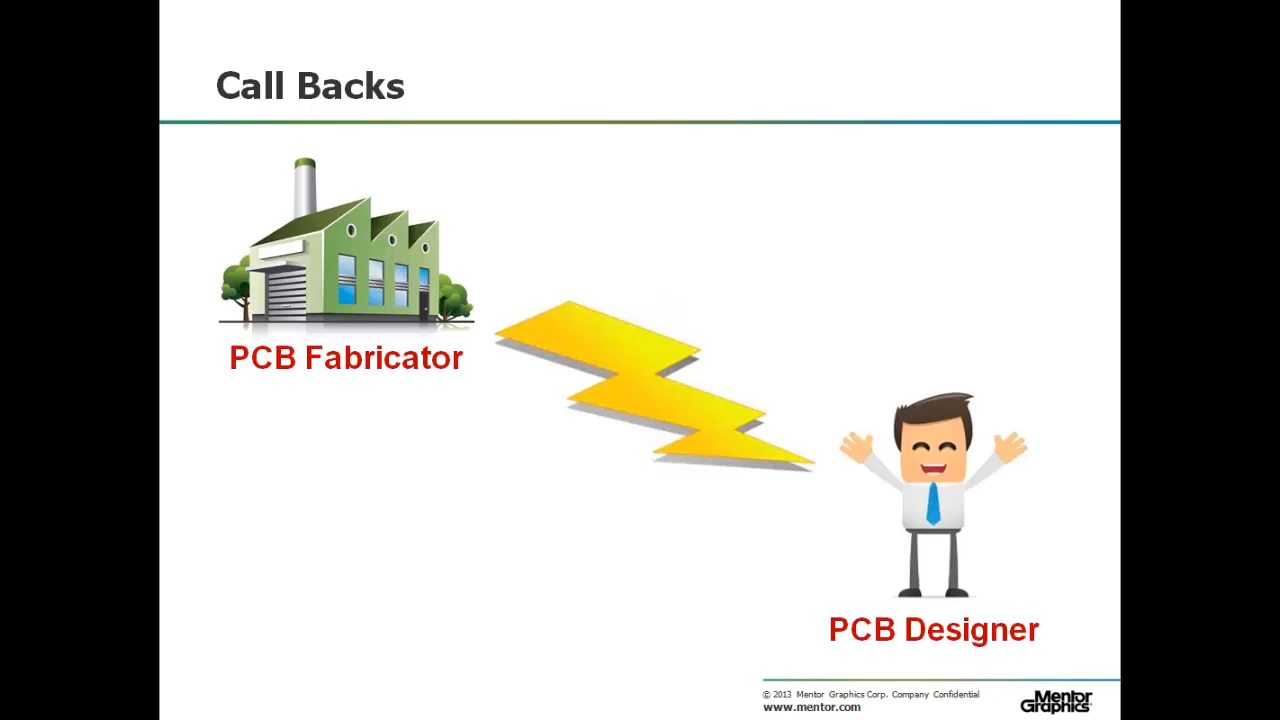 Call Backs
PCB Fabricator
PCB Designer
© 2013 Mentor Graphics Corp. Company Confidential
www.mentor.com
Mentor
Graphics